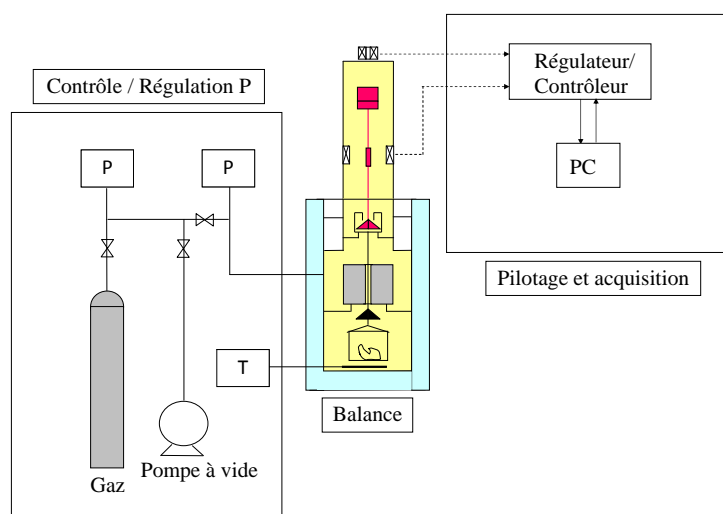 Contrôle / Régulation P
P
P
T
Gaz
Pompe à vide
Balance
Régulateur/
Contrôleur
PC
Pilotage et acquisition